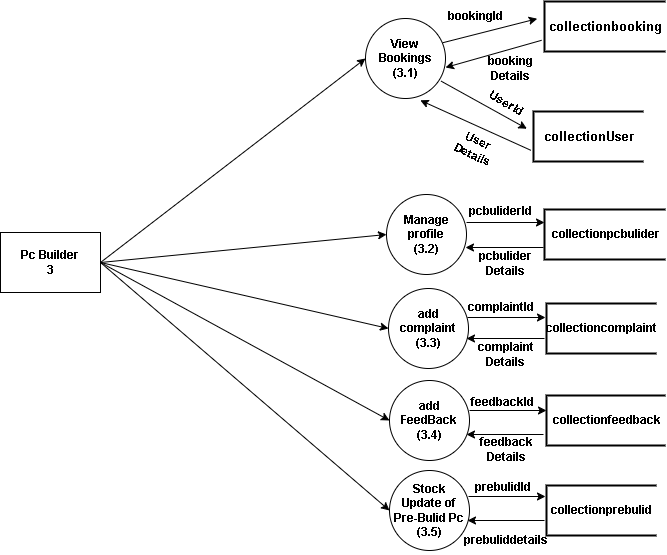 Pc Builder
3
View
Bookings
(3.1)
bookingId
booking
Details
collectionbooking
UserId
User
Details
collectionUser
Manage
profile
(3.2)
pcbuliderId
pcbulider
Details
collectionpcbulider
add
complaint
(3.3)
complaintId
complaint
Details
collectioncomplaint
add
FeedBack
(3.4)
feedbackId
feedback
Details
collectionfeedback
Stock
Update of
Pre-Bulid Pc
(3.5)
prebulidId
prebuliddetails
collectionprebulid